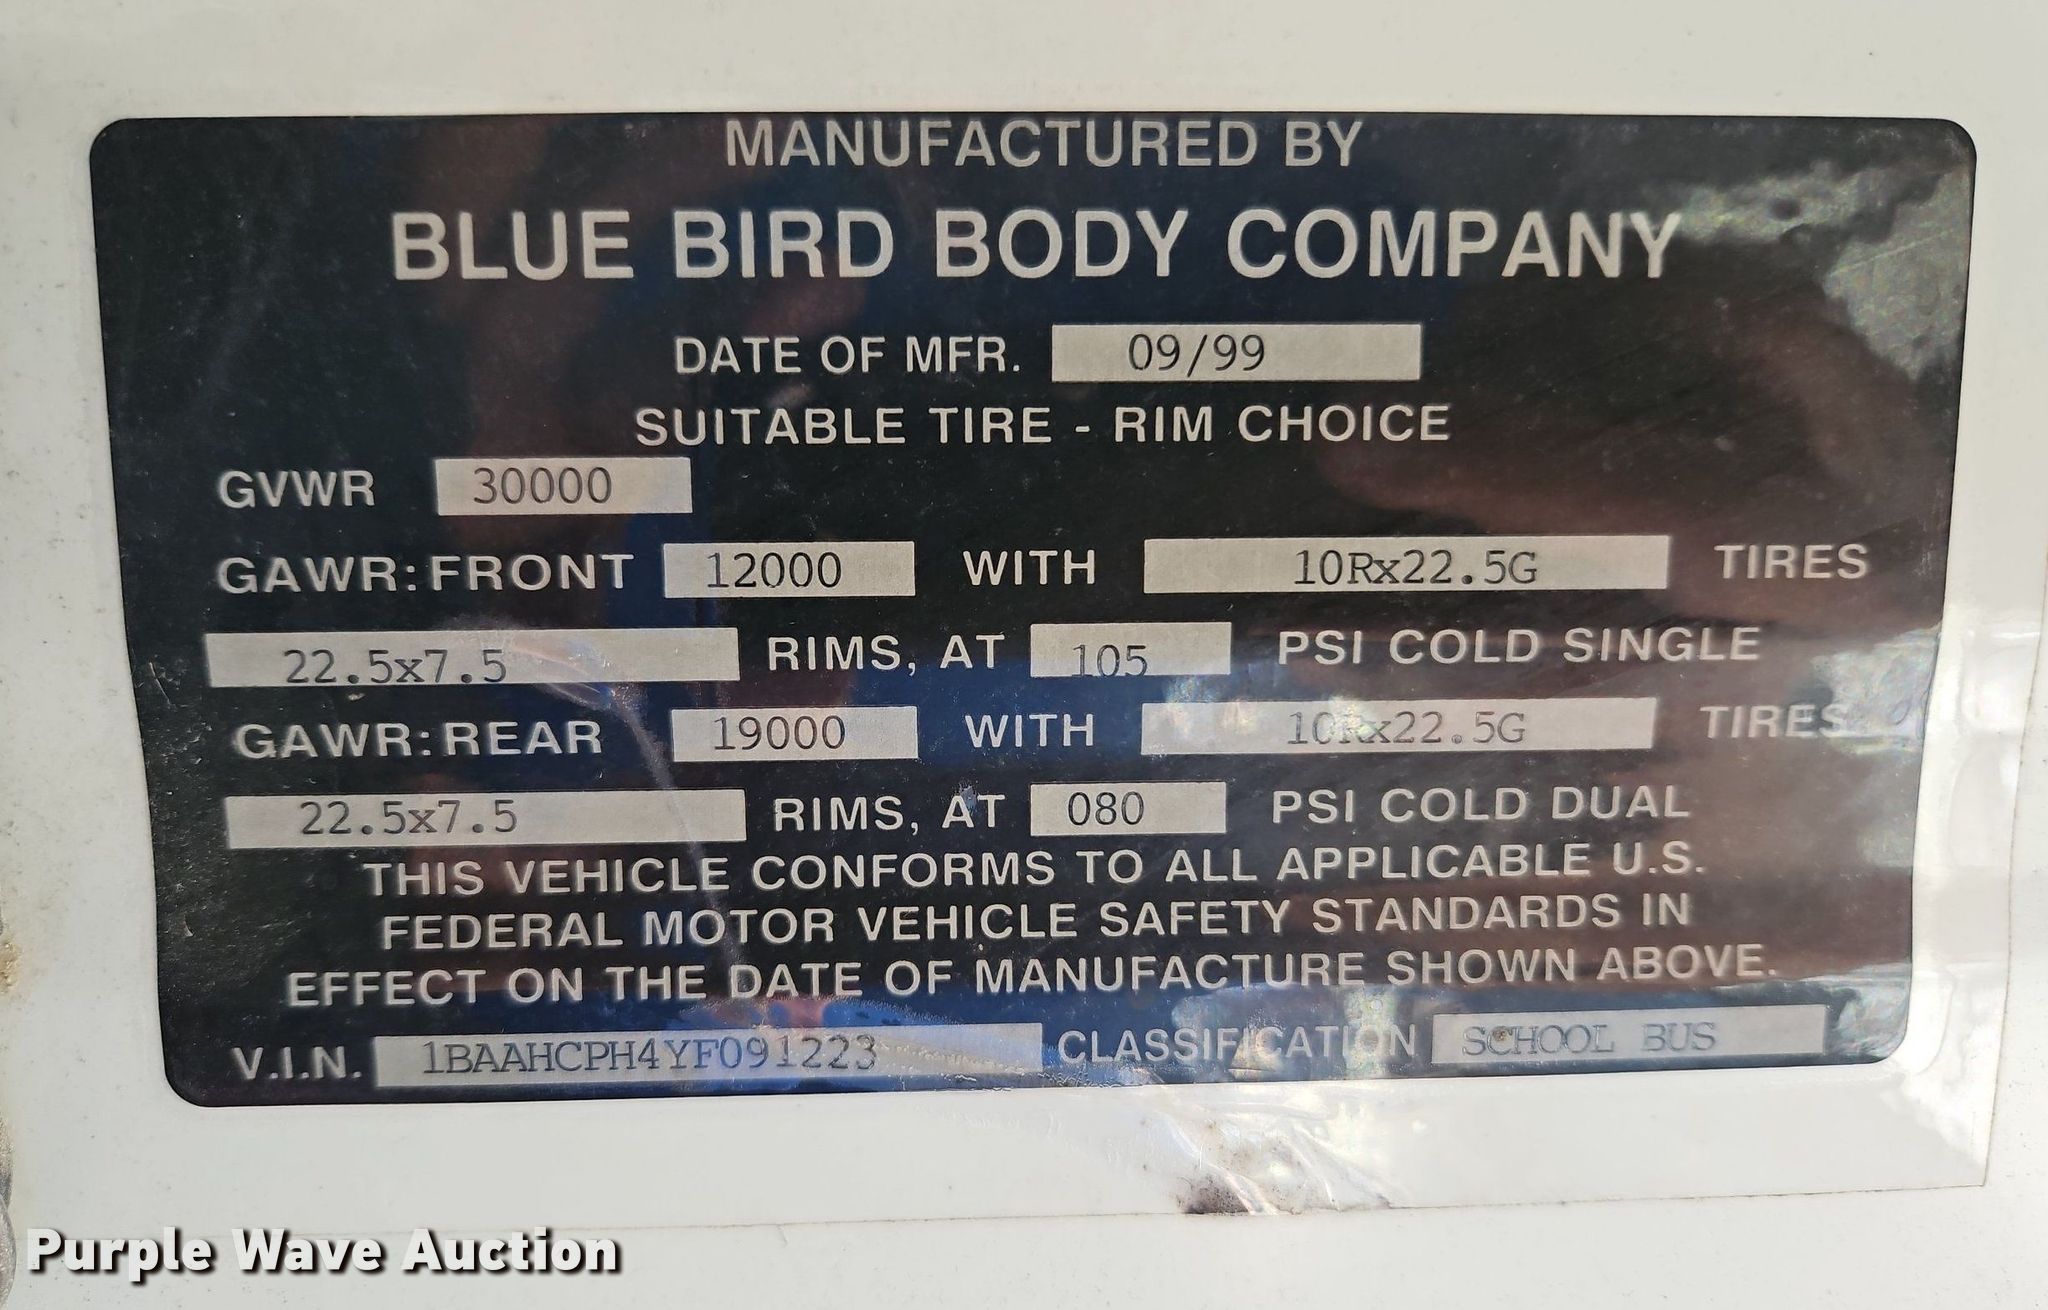 MANUFACTURED BY
BLUE BIRD BODY COMPANY
DATE OF MFR. 09/99
SUITABLE TIRE - RIM CHOICE
GVWR 30000
GAWR: FRONT 12000 WITH 10Rx22.5G TIRES
22.5x7.5 RIMS, AT 105 PSI COLD SINGLE
GAWR: REAR 19000 WITH 10Rx22.5G TIRES
22.5x7.5 RIMS, AT 080 PSI COLD DUAL
THIS VEHICLE CONFORMS TO ALL APPLICABLE U.S.
FEDERAL MOTOR VEHICLE SAFETY STANDARDS IN
EFFECT ON THE DATE OF MANUFACTURE SHOWN ABOVE.
V.I.N. 1BAAHCPH4YF091223 CLASSIFICATION SCHOOL BUS
Purple Wave Auction